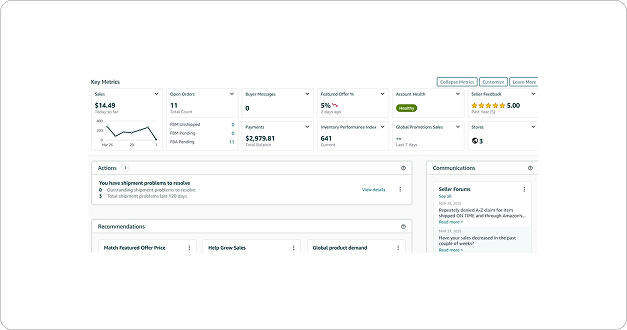 Key Metrics
Collapse Metrics
Customize
Learn More
Sales
$14.49
Today so far
400
200
0
Mar 26
29
1
Open Orders
11
Total Count
FBM Unshipped 0
FBM Pending 0
FBA Pending 11
Buyer Messages
0
Featured Offer %
5%
2 days ago
Account Health
Healthy
Seller Feedback
5.00
Past Year (5)
Payments
$2,979.81
Total Balance
Inventory Performance Index
641
Current
Global Promotions Sales
--
Last 7 days
Stores
3
Actions 1
You have shipment problems to resolve
0 Outstanding shipment problems to resolve
3 Total shipment problems last 120 days
View details
Recommendations
Match Featured Offer Price
Help Grow Sales
Global product demand
Communications
Seller Forums
See all
MAR 28, 2025
Repeatedly denied A-Z claim for item
shipped ON TIME and through Amazon's...
Read more >
MAR 27, 2025
Have your sales decreased in the past
couple of weeks?
Read more >